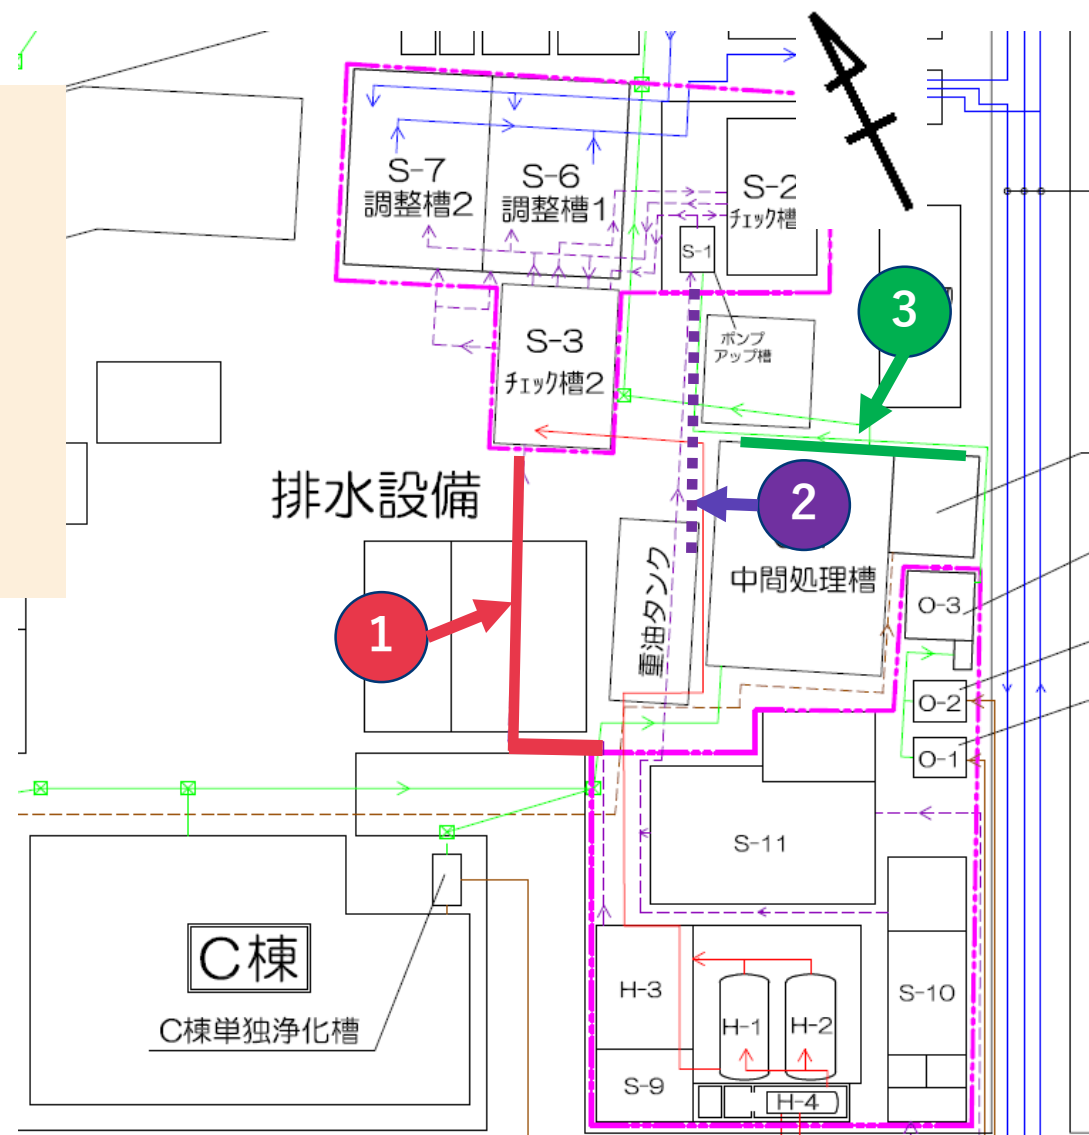 S-7
調整槽2
S-6
調整槽1
S-2
チェック槽
S-1
3
ポンプ
アップ槽
S-3
チェック槽2
排水設備
2
中間処理槽
重油タンク
1
O-3
O-2
O-1
S-11
C棟
C棟単独浄化槽
H-3
H-1
H-2
S-10
S-9
H-4